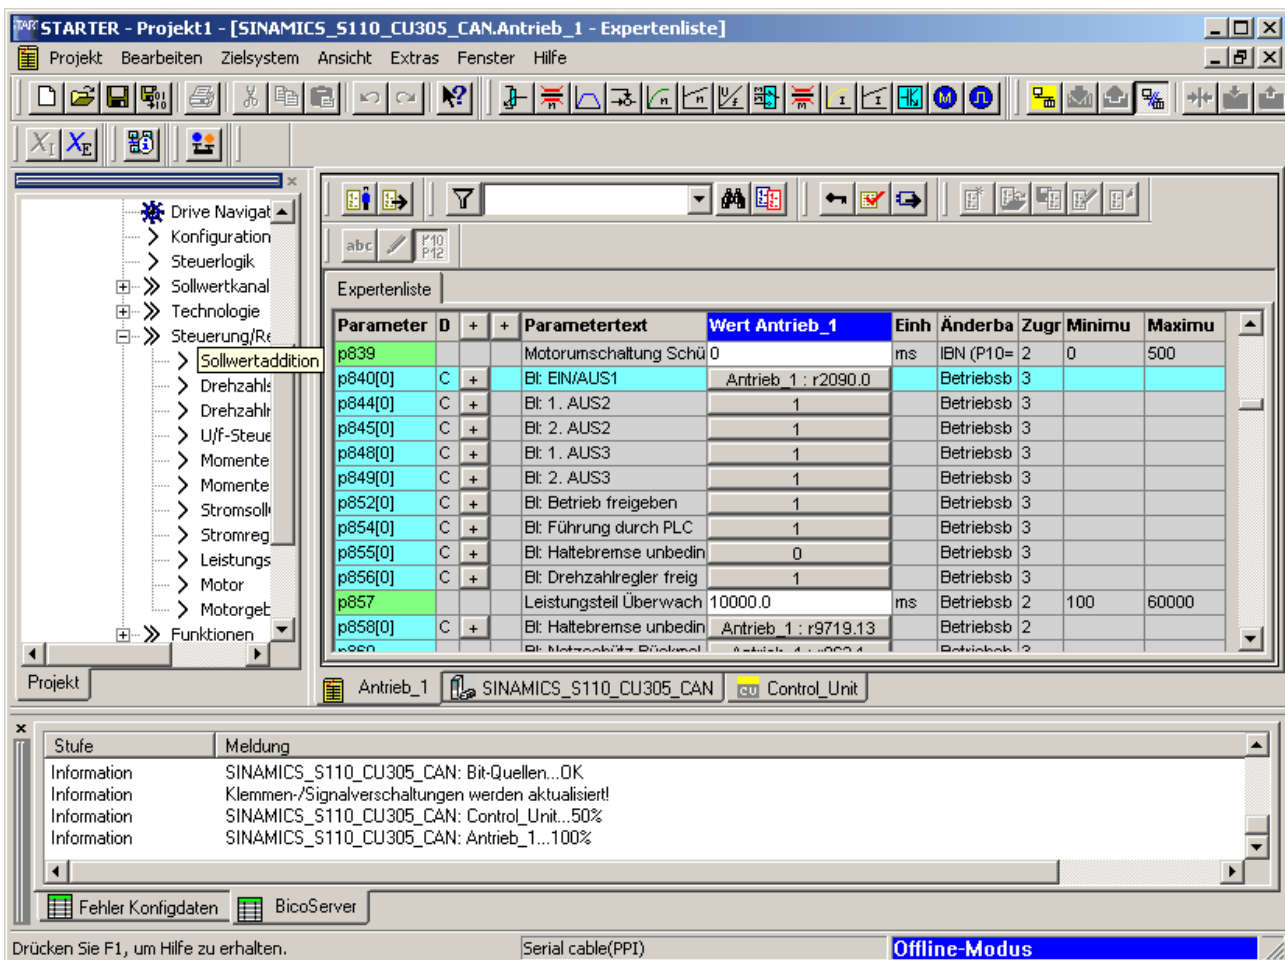 STARTER - Projekt1 - [SINAMICS_S110_CU305_CAN.Antrieb_1 - Expertenliste]
Projekt Bearbeiten Zielsystem Ansicht Extras Fenster Hilfe
Drive Navigat
Konfiguration
Steuerlogik
Sollwertkanal
Technologie
Steuerung/Re
Sollwertaddition
Drehzahls
Drehzahlr
U/f-Steue
Momente
Momente
Stromsoll
Stromreg
Leistungs
Motor
Motorget
Funktionen
Projekt
abc
P10
P12
Expertenliste
Parameter D + + Parametertext Wert Antrieb_1 Einh Änderba Zugr Minimu Maximu
p839 Motorumschaltung Schü 0 ms IBN (P10= 2 0 500
p840[0] C + BI: EIN/AUS1 Antrieb_1 : r2090.0 Betriebsb 3
p844[0] C + BI: 1. AUS2 1 Betriebsb 3
p845[0] C + BI: 2. AUS2 1 Betriebsb 3
p848[0] C + BI: 1. AUS3 1 Betriebsb 3
p849[0] C + BI: 2. AUS3 1 Betriebsb 3
p852[0] C + BI: Betrieb freigeben 1 Betriebsb 3
p854[0] C + BI: Führung durch PLC 1 Betriebsb 3
p855[0] C + BI: Haltebremse unbedin 0 Betriebsb 3
p856[0] C + BI: Drehzahlregler freig 1 Betriebsb 3
p857 Leistungsteil Überwach 10000.0 ms Betriebsb 2 100 60000
p858[0] C + BI: Haltebremse unbedin Antrieb_1 : r9719.13 Betriebsb 2
Antrieb_1 SINAMICS_S110_CU305_CAN CU Control_Unit
Stufe Meldung
Information SINAMICS_S110_CU305_CAN: Bit-Quellen...OK
Information Klemmen-/Signalverschaltungen werden aktualisiert!
Information SINAMICS_S110_CU305_CAN: Control_Unit...50%
Information SINAMICS_S110_CU305_CAN: Antrieb_1...100%
Fehler Konfigdaten BicoServer
Drücken Sie F1, um Hilfe zu erhalten. Serial cable(PPI) Offline-Modus